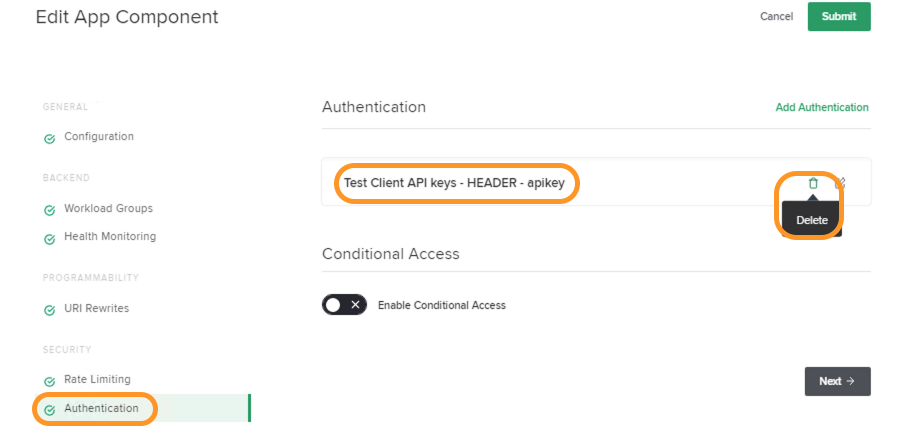 Edit App Component
Cancel
Submit
GENERAL
Configuration
BACKEND
Workload Groups
Health Monitoring
PROGRAMMABILITY
URI Rewrites
SECURITY
Rate Limiting
Authentication
Authentication
Add Authentication
Test Client API keys - HEADER - apikey
Delete
Conditional Access
Enable Conditional Access
Next